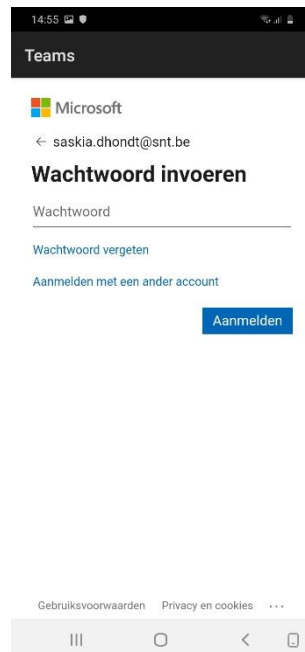 14:55
Teams
Microsoft
← saskia.dhondt@snt.be
Wachtwoord invoeren
Wachtwoord
Wachtwoord vergeten
Aanmelden met een ander account
Aanmelden
Gebruiksvoorwaarden Privacy en cookies ...